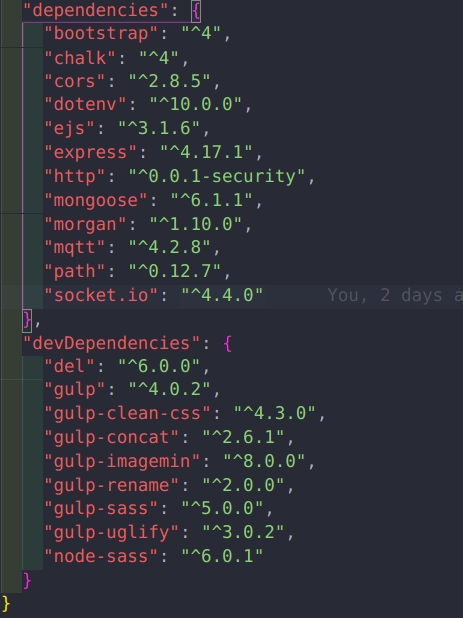 "dependencies": {
"bootstrap": "^4",
"chalk": "^4",
"cors": "^2.8.5",
"dotenv": "^10.0.0",
"ejs": "^3.1.6",
"express": "^4.17.1",
"http": "^0.0.1-security",
"mongoose": "^6.1.1",
"morgan": "^1.10.0",
"mqtt": "^4.2.8",
"path": "^0.12.7",
"socket.io": "^4.4.0" You, 2 days a
},
"devDependencies": {
"del": "^6.0.0",
"gulp": "^4.0.2",
"gulp-clean-css": "^4.3.0",
"gulp-concat": "^2.6.1",
"gulp-imagemin": "^8.0.0",
"gulp-rename": "^2.0.0",
"gulp-sass": "^5.0.0",
"gulp-uglify": "^3.0.2",
"node-sass": "^6.0.1"
}
}